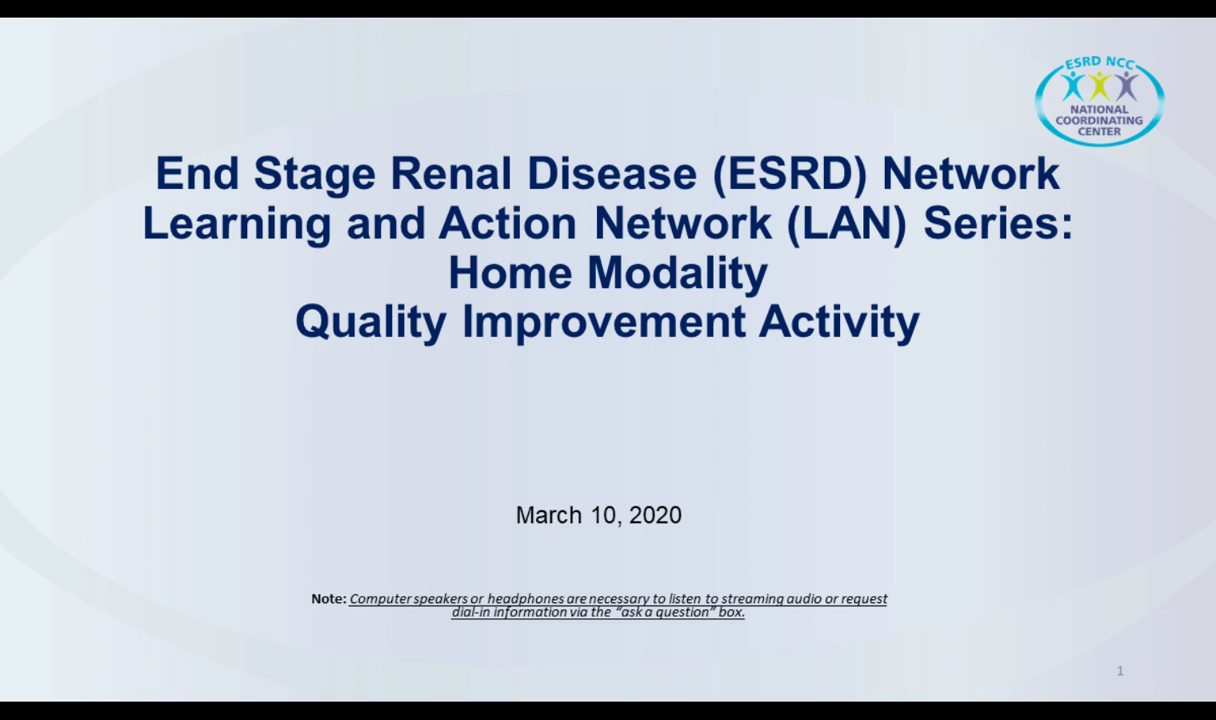 ESRD NCC
NATIONAL
COORDINATING
CENTER
End Stage Renal Disease (ESRD) Network
Learning and Action Network (LAN) Series:
Home Modality
Quality Improvement Activity
March 10, 2020
Note: Computer speakers or headphones are necessary to listen to streaming audio or request
dial-in information via the “ask a question” box.
1